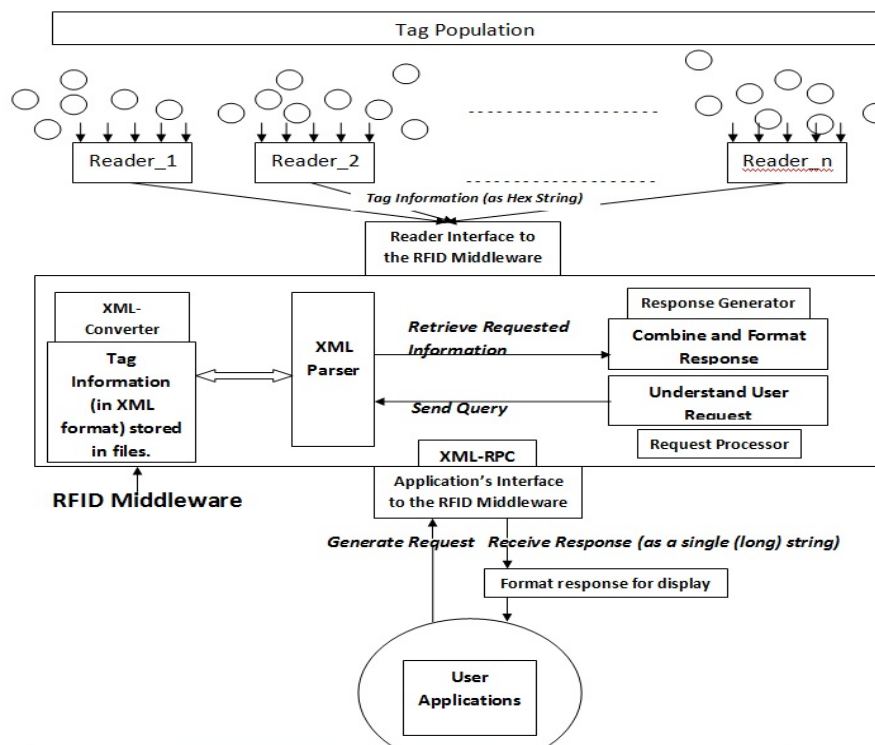 Tag Population
Reader_1
Reader_2
Reader_n
Tag Information (as Hex String)
Reader Interface to
the RFID Middleware
XML-
Converter
Tag
Information
(in XML
format) stored
in files.
XML
Parser
Retrieve Requested
Information
Send Query
Response Generator
Combine and Format
Response
Understand User
Request
Request Processor
XML-RPC
Application's Interface
to the RFID Middleware
RFID Middleware
Generate Request
Receive Response (as a single (long) string)
Format response for display
User
Applications